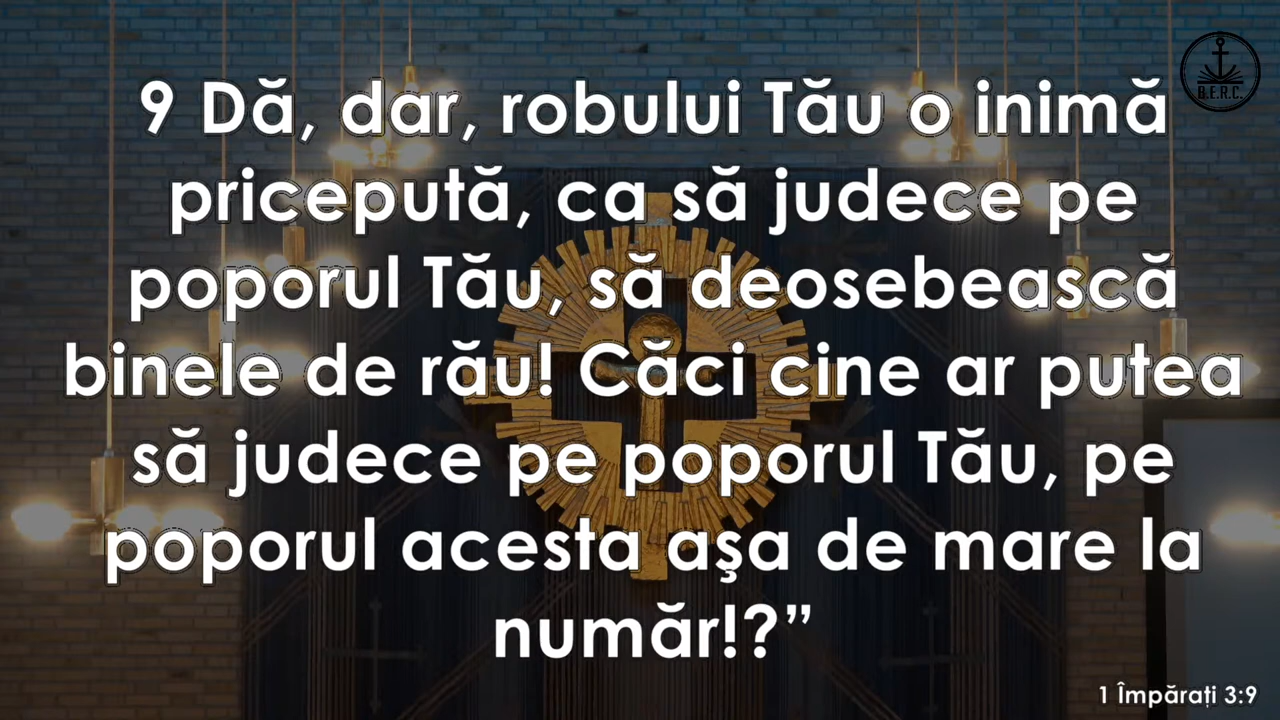 B.E.R.C.
9 Dă, dar, robului Tău o inimă
pricepută, ca să judece pe
poporul Tău, să deosebească
binele de rău! Căci cine ar putea
să judece pe poporul Tău, pe
poporul acesta aşa de mare la
număr!?”
1 Împărați 3:9